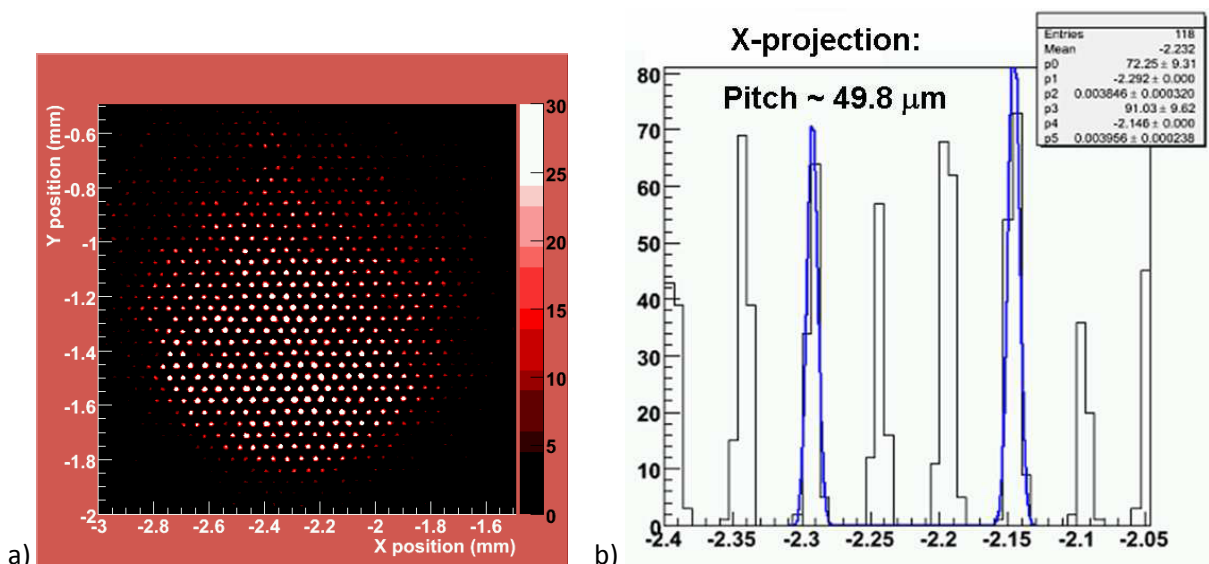 a)
Y position (mm)
-0.6
-0.8
-1
-1.2
-1.4
-1.6
-1.8
-2
-3 -2.8 -2.6 -2.4 -2.2 -2 -1.8 -1.6
X position (mm)
30
25
20
15
10
5
0
b)
X-projection:
Pitch ~ 49.8 μm
Entries 118
Mean -2.232
p0 72.25 ± 9.31
p1 -2.292 ± 0.000
p2 0.003846 ± 0.000320
p3 91.03 ± 9.62
p4 -2.146 ± 0.000
p5 0.003956 ± 0.000238
80
70
60
50
40
30
20
10
0
-2.4 -2.35 -2.3 -2.25 -2.2 -2.15 -2.1 -2.05